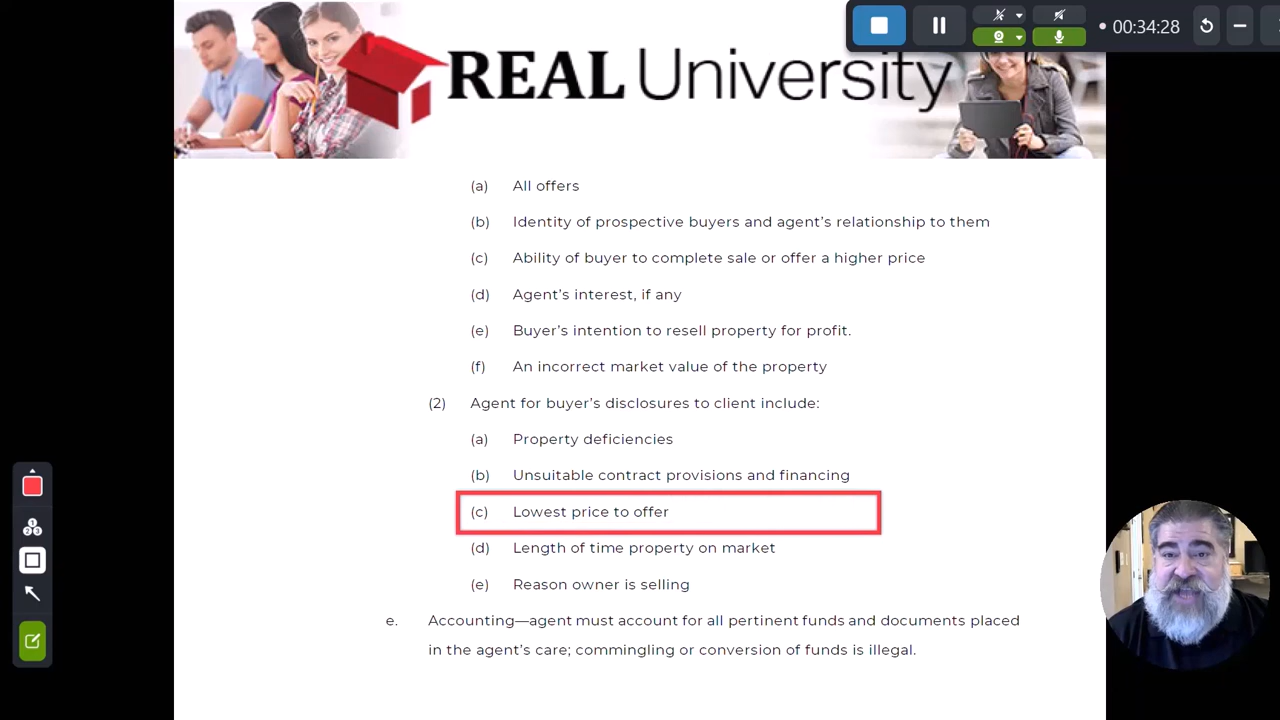 00:34:28
REAL University
(a) All offers
(b) Identity of prospective buyers and agent’s relationship to them
(c) Ability of buyer to complete sale or offer a higher price
(d) Agent’s interest, if any
(e) Buyer’s intention to resell property for profit.
(f) An incorrect market value of the property
(2) Agent for buyer’s disclosures to client include:
(a) Property deficiencies
(b) Unsuitable contract provisions and financing
(c) Lowest price to offer
(d) Length of time property on market
(e) Reason owner is selling
e. Accounting—agent must account for all pertinent funds and documents placed
in the agent’s care; commingling or conversion of funds is illegal.